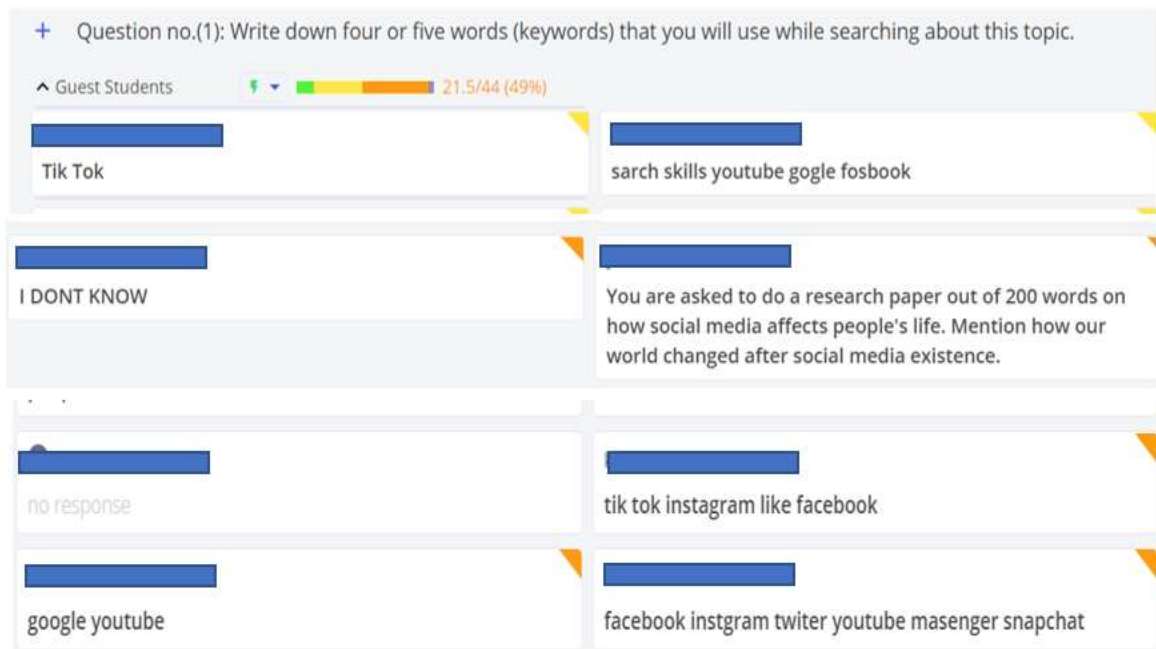 + Question no.(1): Write down four or five words (keywords) that you will use while searching about this topic.
Guest Students 21.5/44 (49%)
Tik Tok
sarch skills youtube gogle fosbook
I DONT KNOW
You are asked to do a research paper out of 200 words on
how social media affects people's life. Mention how our
world changed after social media existence.
no response
tik tok instagram like facebook
google youtube
facebook instgram twiter youtube masenger snapchat